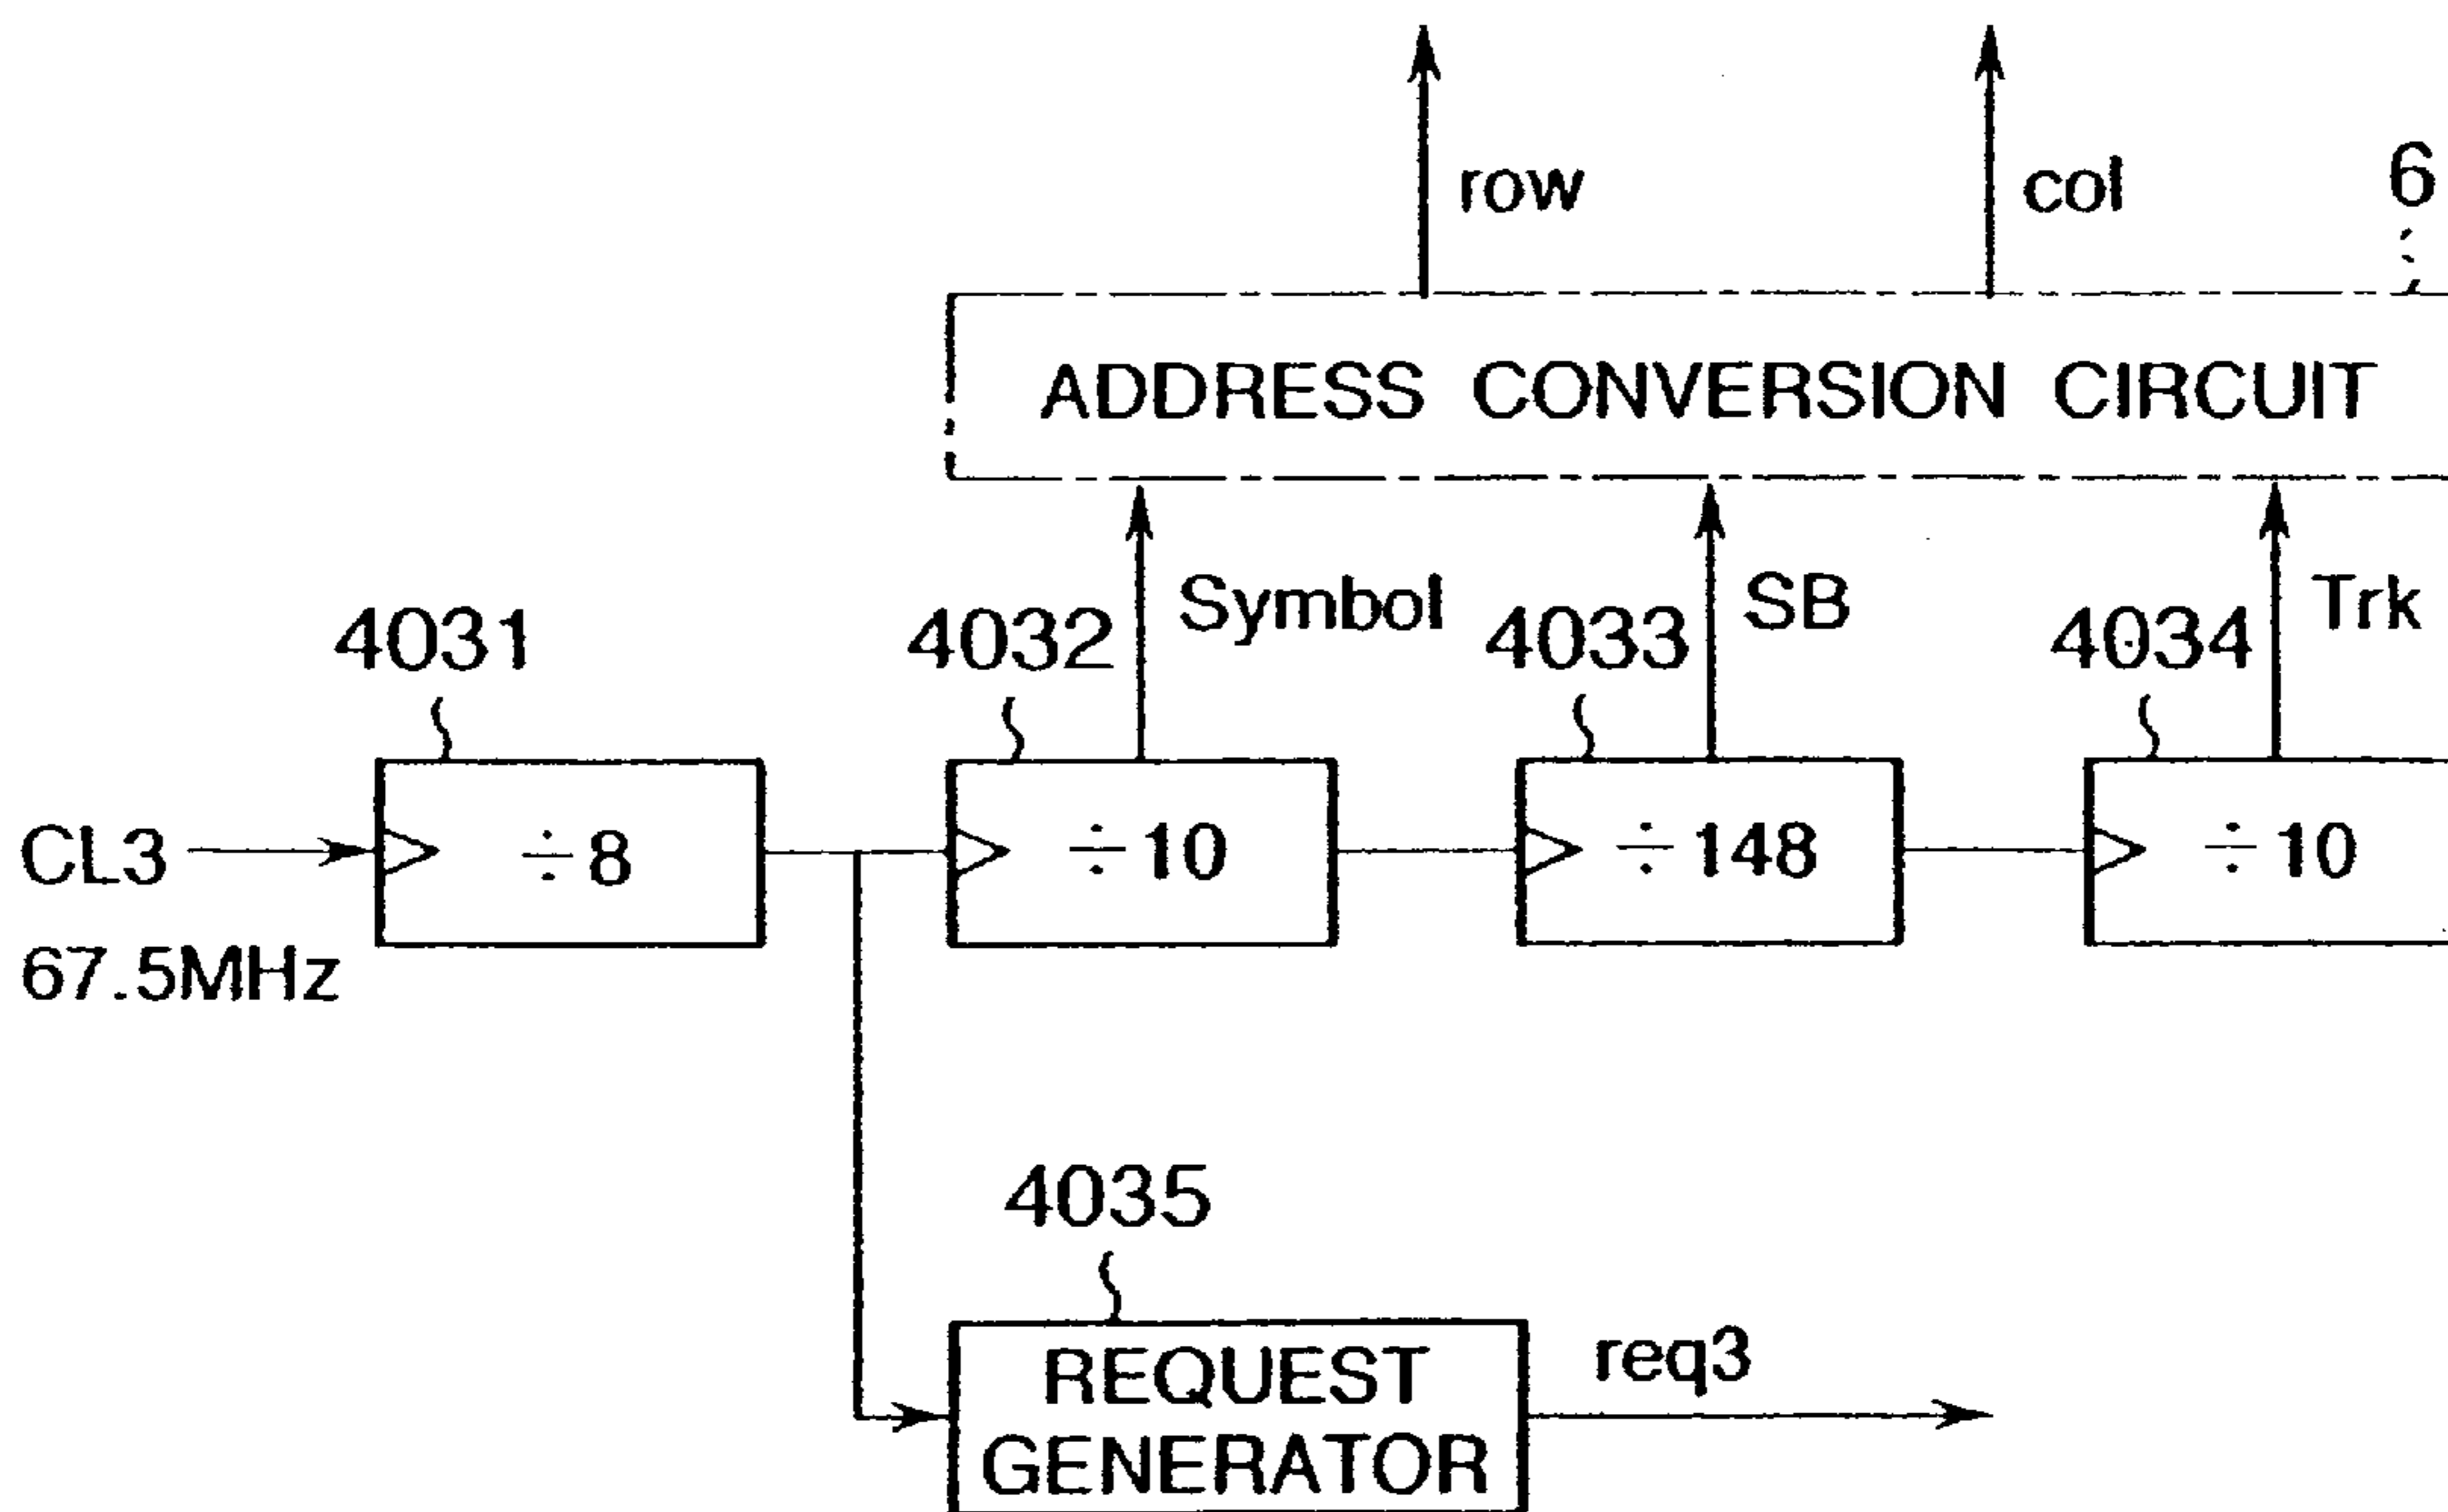 row
col
6
ADDRESS CONVERSION CIRCUIT
Symbol
SB
Trk
4031
4032
4033
4034
CL3
67.5MHz
÷8
÷10
÷148
÷10
4035
REQUEST
GENERATOR
req3